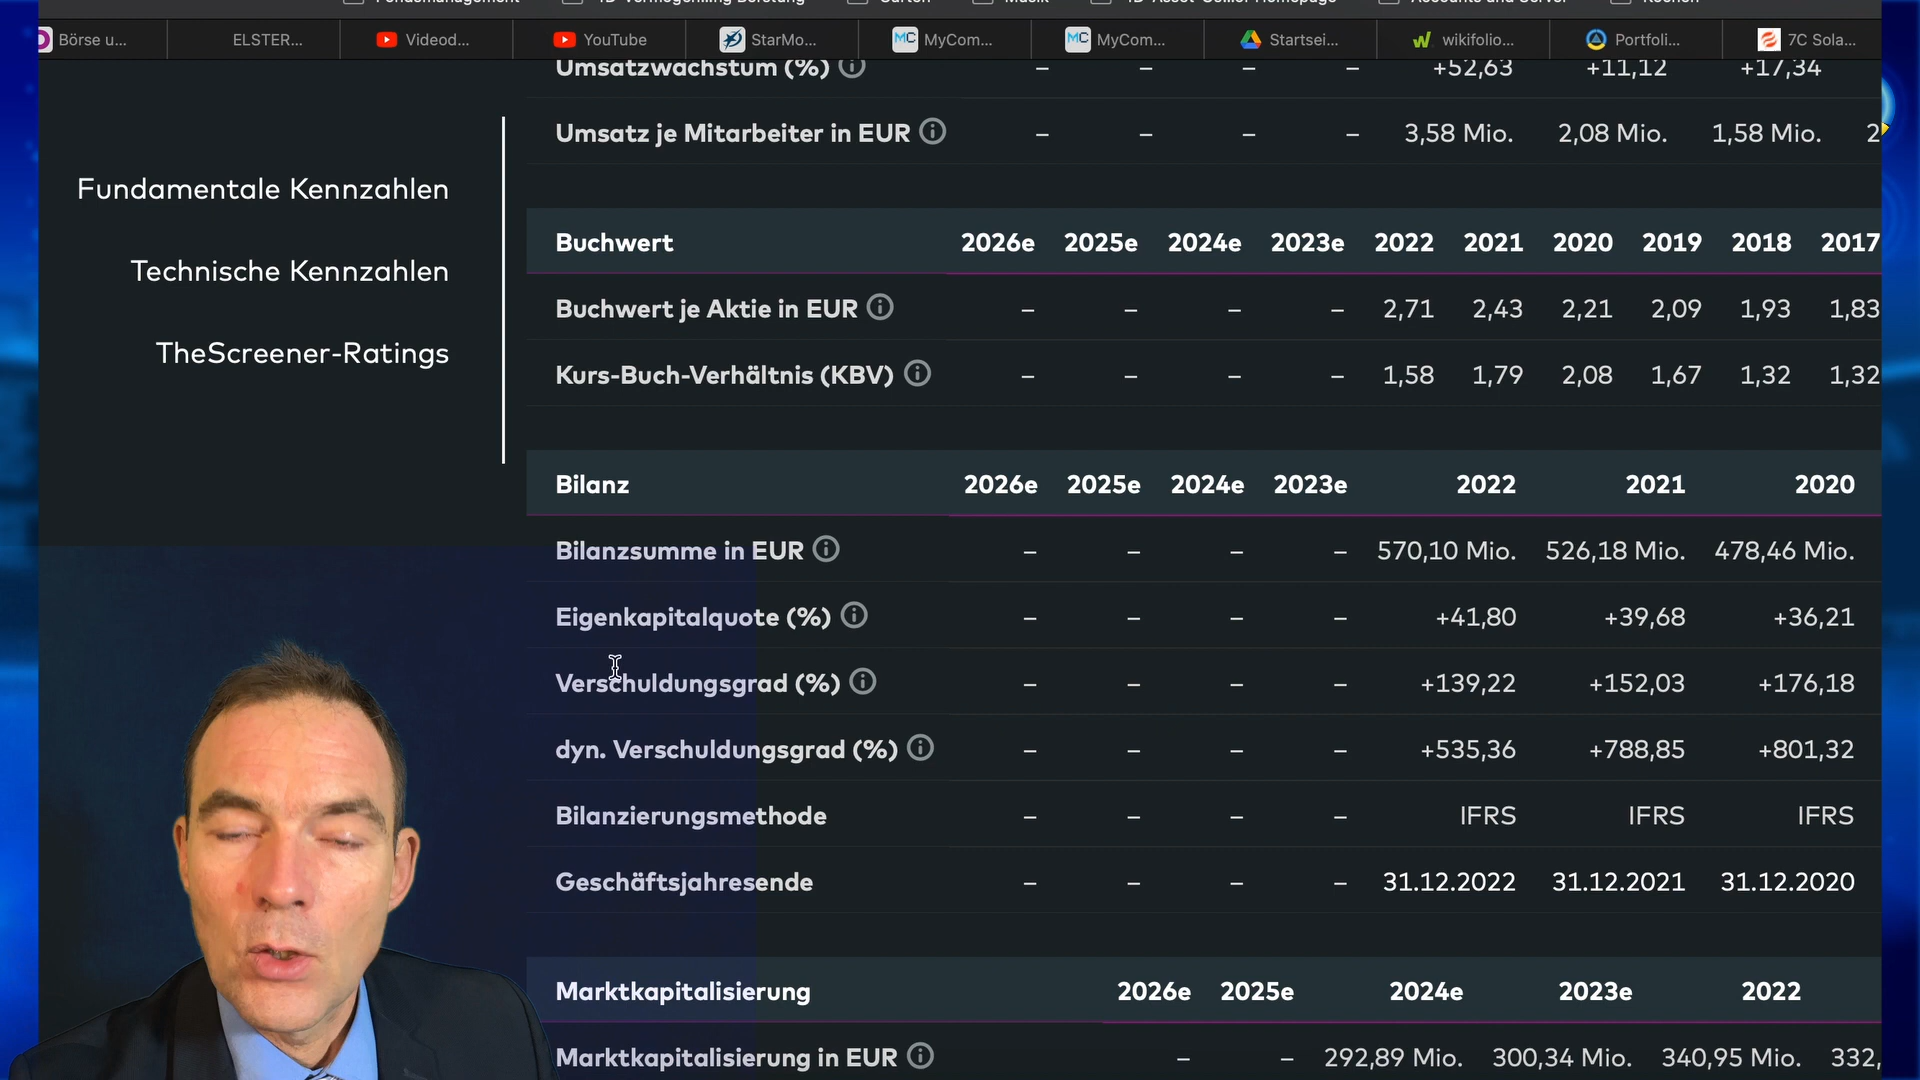 Börse u...
ELSTER...
Videod...
YouTube
StarMo...
MyCom...
MyCom...
Startsei...
wikifolio...
Portfoli...
7C Sola...
Umsatzwachstum (%) – – – – +52,63 +11,12 +17,34
Umsatz je Mitarbeiter in EUR – – – – 3,58 Mio. 2,08 Mio. 1,58 Mio. 2
Fundamentale Kennzahlen
Technische Kennzahlen
TheScreener-Ratings
Buchwert 2026e 2025e 2024e 2023e 2022 2021 2020 2019 2018 2017
Buchwert je Aktie in EUR – – – – 2,71 2,43 2,21 2,09 1,93 1,83
Kurs-Buch-Verhältnis (KBV) – – – – 1,58 1,79 2,08 1,67 1,32 1,32
Bilanz 2026e 2025e 2024e 2023e 2022 2021 2020
Bilanzsumme in EUR – – – – 570,10 Mio. 526,18 Mio. 478,46 Mio.
Eigenkapitalquote (%) – – – – +41,80 +39,68 +36,21
Verschuldungsgrad (%) – – – – +139,22 +152,03 +176,18
dyn. Verschuldungsgrad (%) – – – – +535,36 +788,85 +801,32
Bilanzierungsmethode – – – – IFRS IFRS IFRS
Geschäftsjahresende – – – – 31.12.2022 31.12.2021 31.12.2020
Marktkapitalisierung 2026e 2025e 2024e 2023e 2022
Marktkapitalisierung in EUR – – 292,89 Mio. 300,34 Mio. 340,95 Mio. 332,